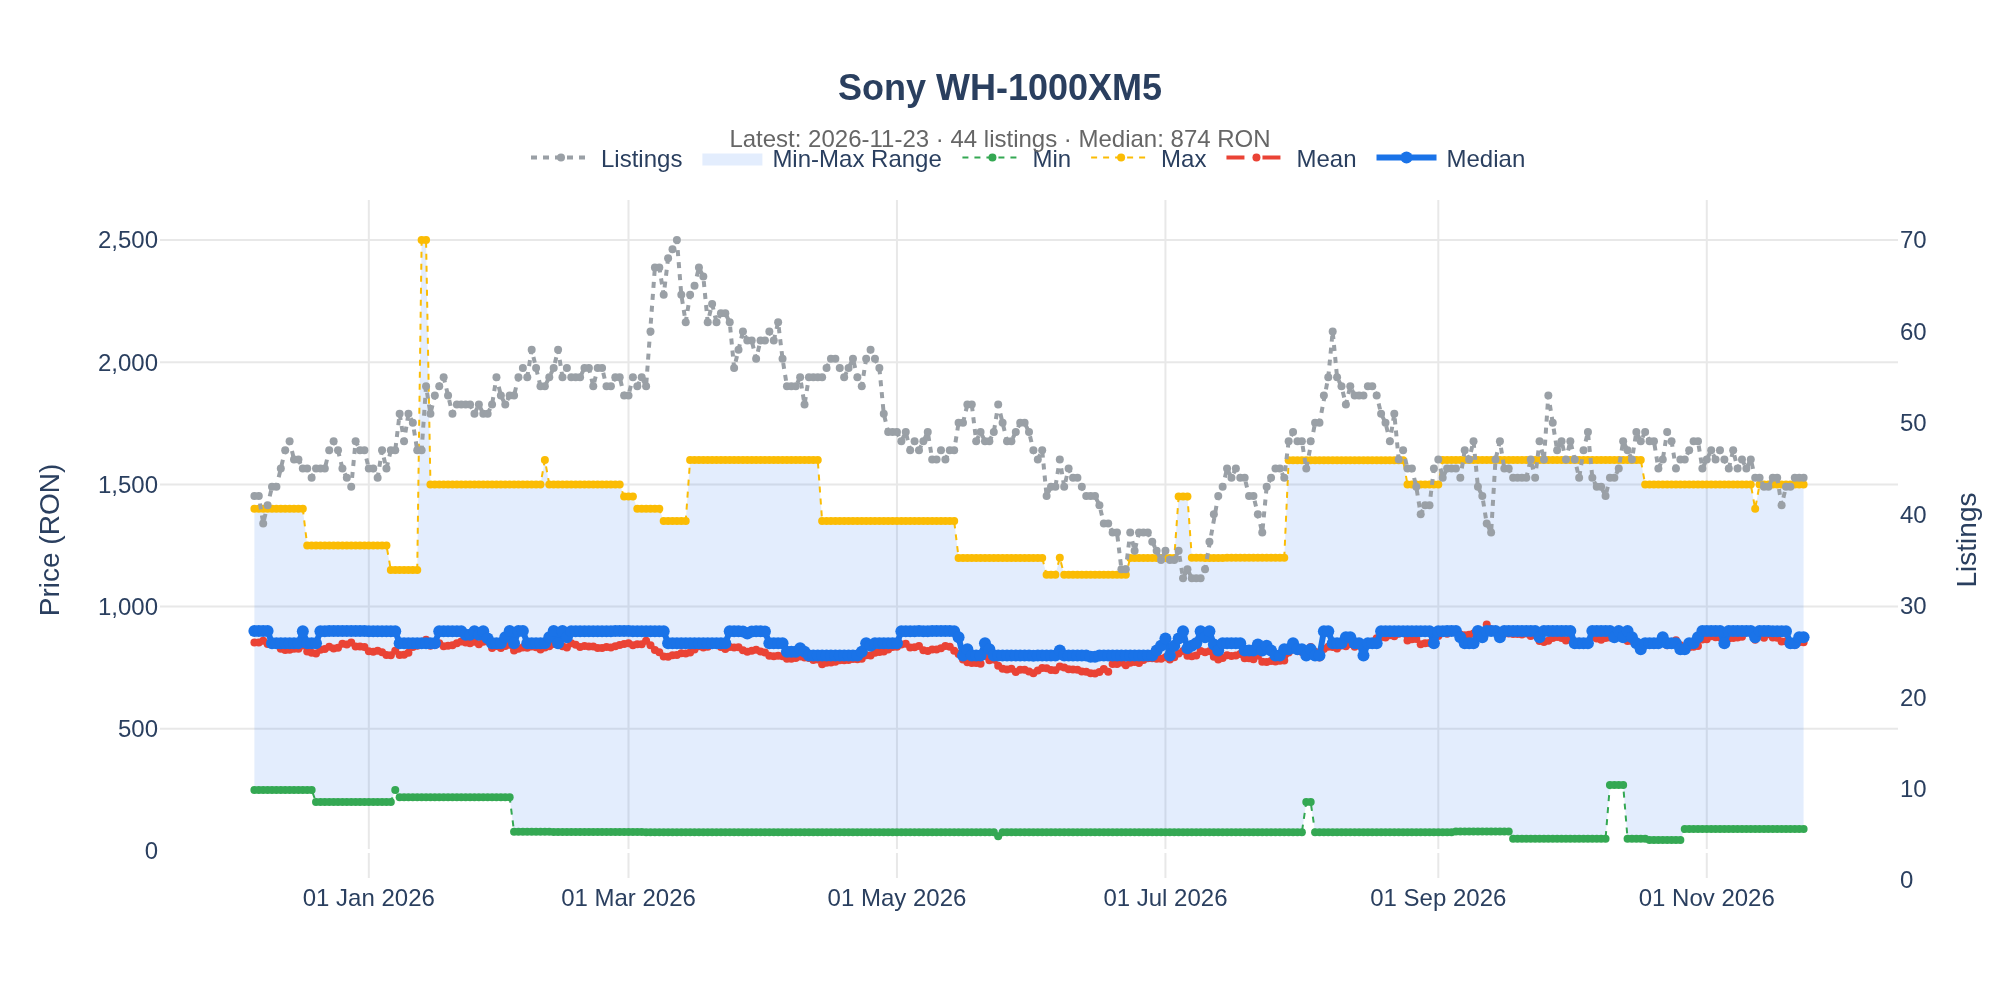 Sony WH-1000XM5
Latest: 2026-11-23 · 44 listings · Median: 874 RON
Listings Min-Max Range Min Max Mean Median
2,500
2,000
1,500
1,000
500
0
Price (RON)
70
60
50
40
30
20
10
0
Listings
01 Jan 2026 01 Mar 2026 01 May 2026 01 Jul 2026 01 Sep 2026 01 Nov 2026